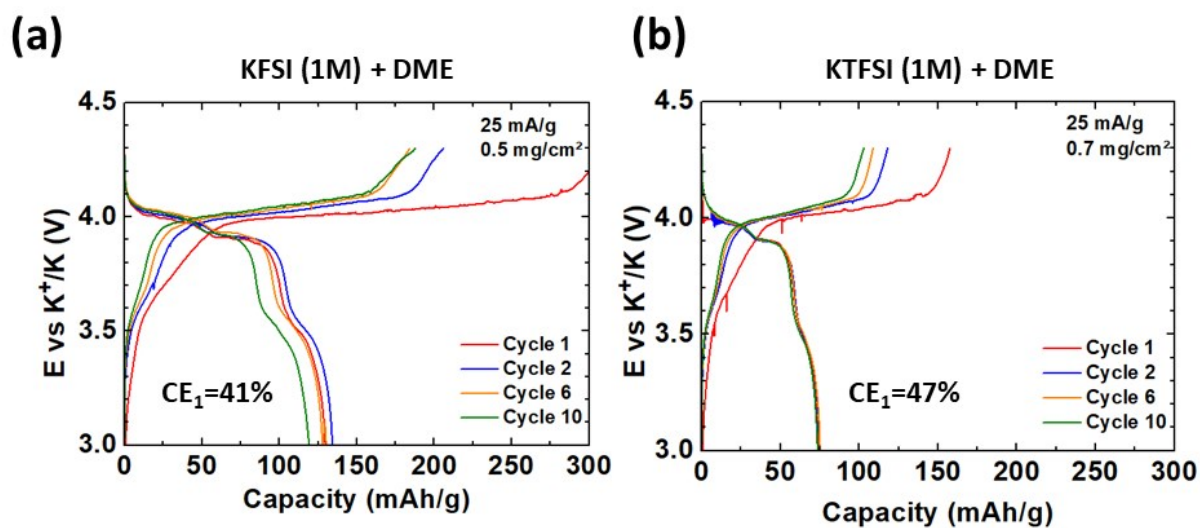 (a)
KFSI (1M) + DME
4.5
4.0
3.5
3.0
E vs K⁺/K (V)
25 mA/g
0.5 mg/cm²
Cycle 1
Cycle 2
Cycle 6
Cycle 10
CE₁=41%
0 50 100 150 200 250 300
Capacity (mAh/g)
(b)
KTFSI (1M) + DME
4.5
4.0
3.5
3.0
E vs K⁺/K (V)
25 mA/g
0.7 mg/cm²
Cycle 1
Cycle 2
Cycle 6
Cycle 10
CE₁=47%
0 50 100 150 200 250 300
Capacity (mAh/g)